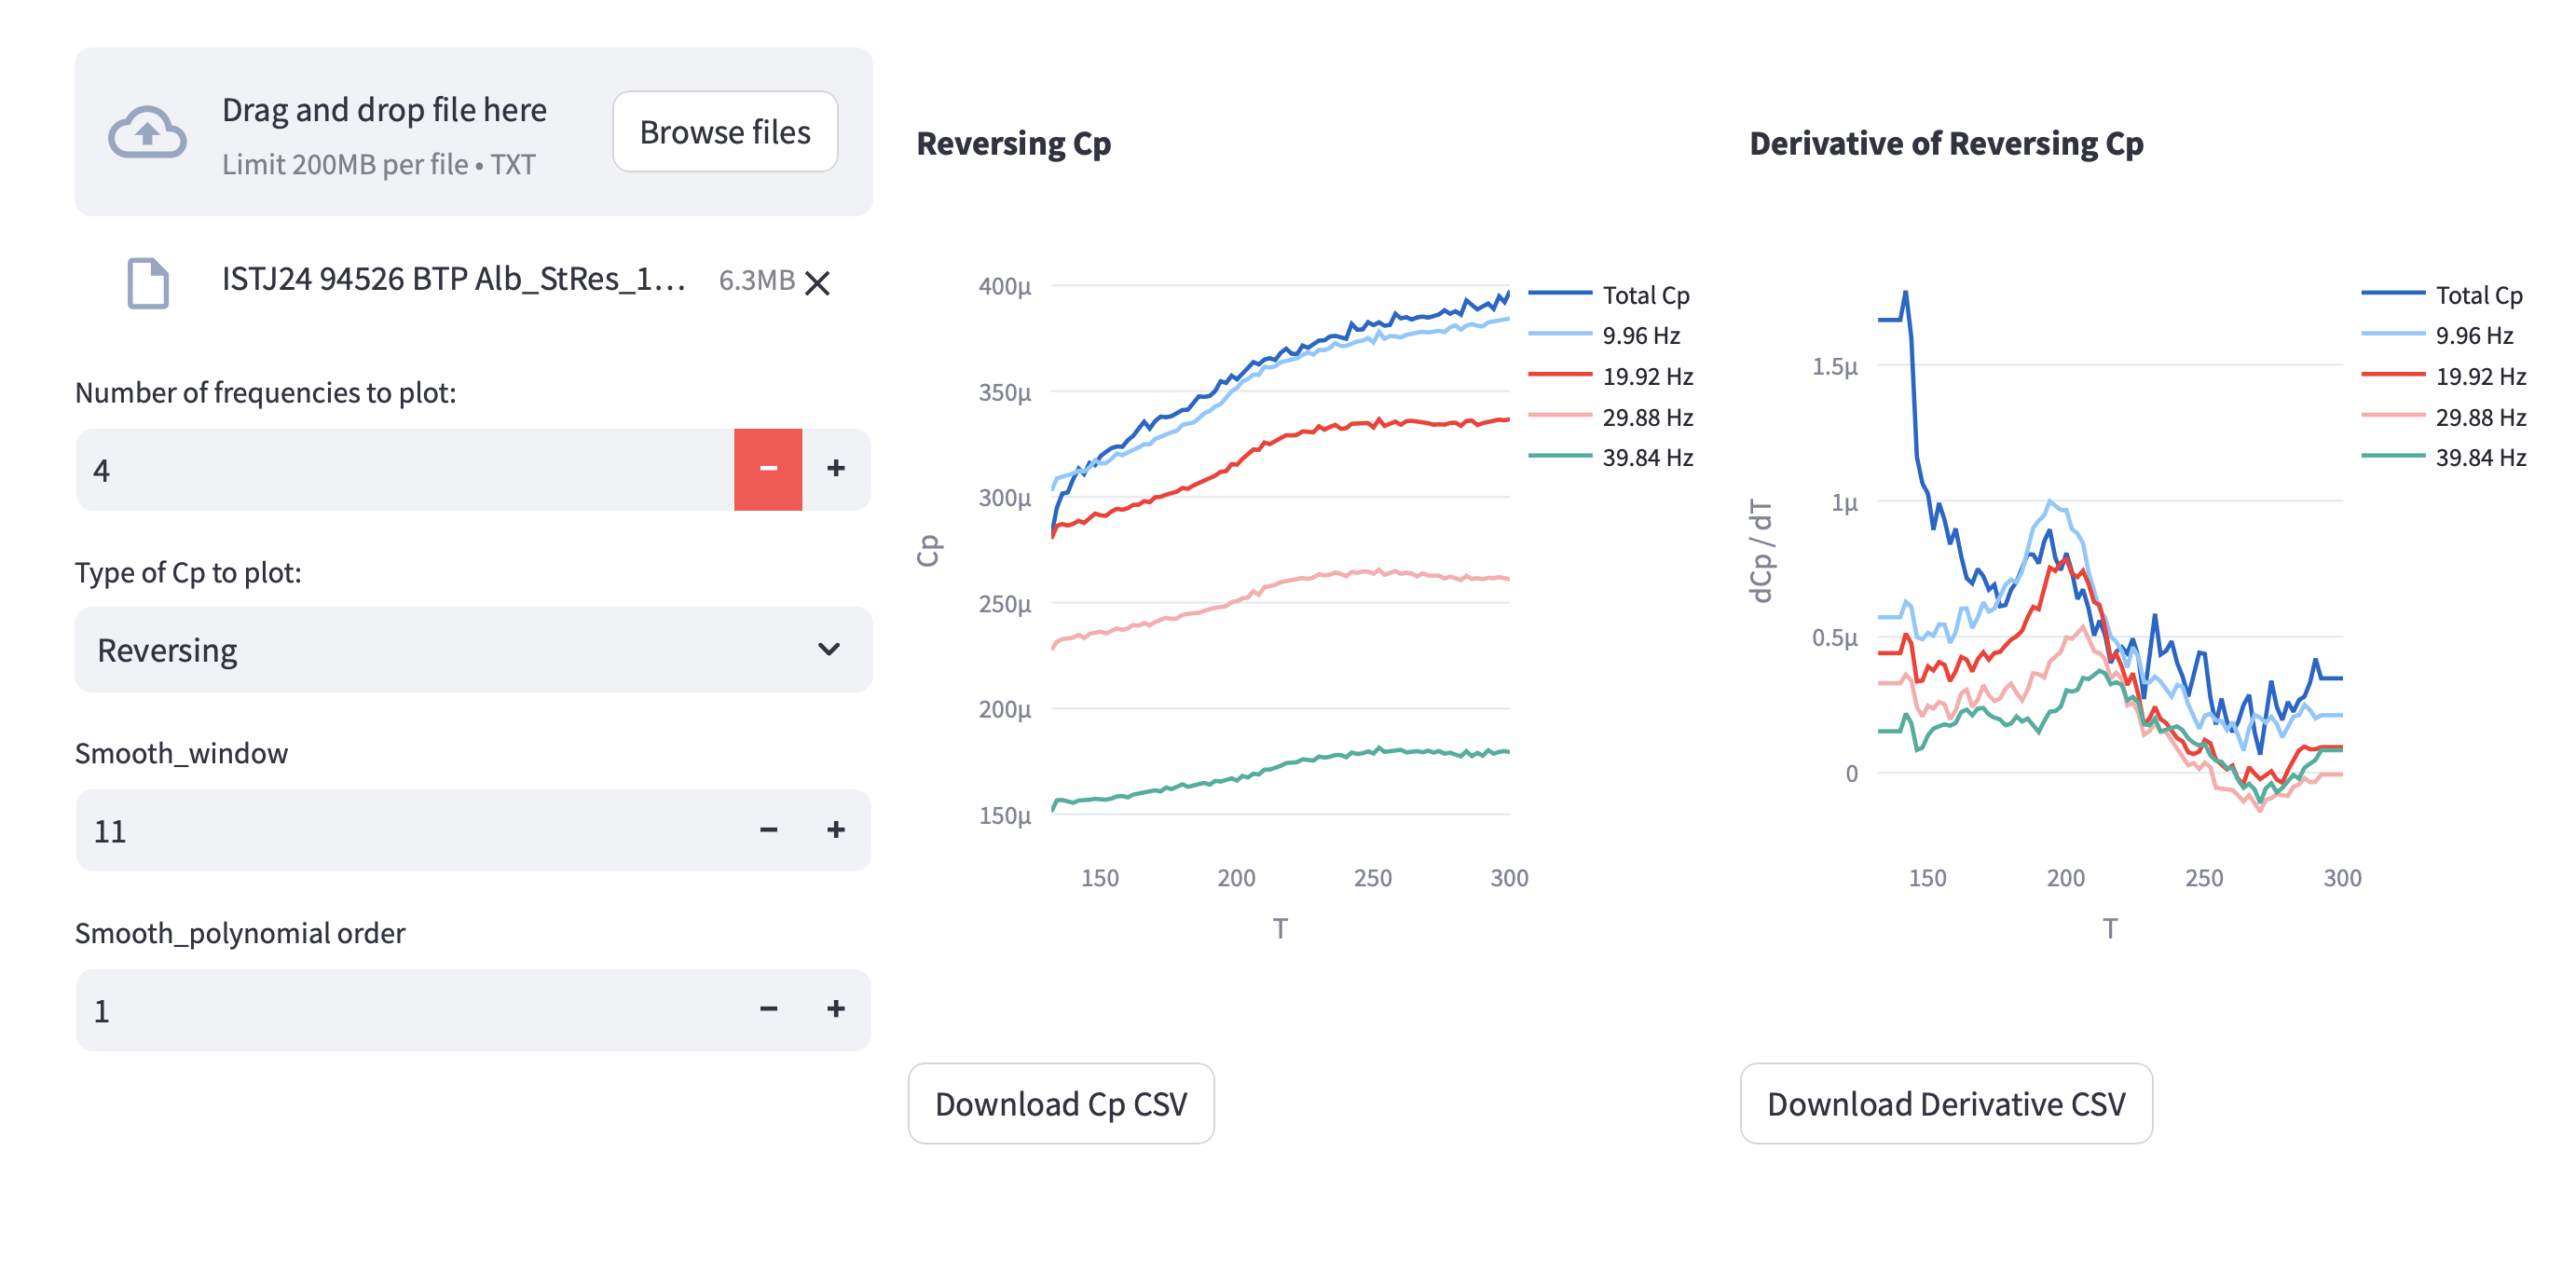 Drag and drop file here
Limit 200MB per file • TXT
Browse files
ISTJ24 94526 BTP Alb_StRes_1...
6.3MB
Number of frequencies to plot:
4
Type of Cp to plot:
Reversing
Smooth_window
11
Smooth_polynomial order
1
Reversing Cp
400μ
350μ
300μ
250μ
200μ
150μ
Cp
150
200
250
300
T
Total Cp
9.96 Hz
19.92 Hz
29.88 Hz
39.84 Hz
Download Cp CSV
Derivative of Reversing Cp
1.5μ
1μ
0.5μ
0
dCp / dT
150
200
250
300
T
Total Cp
9.96 Hz
19.92 Hz
29.88 Hz
39.84 Hz
Download Derivative CSV